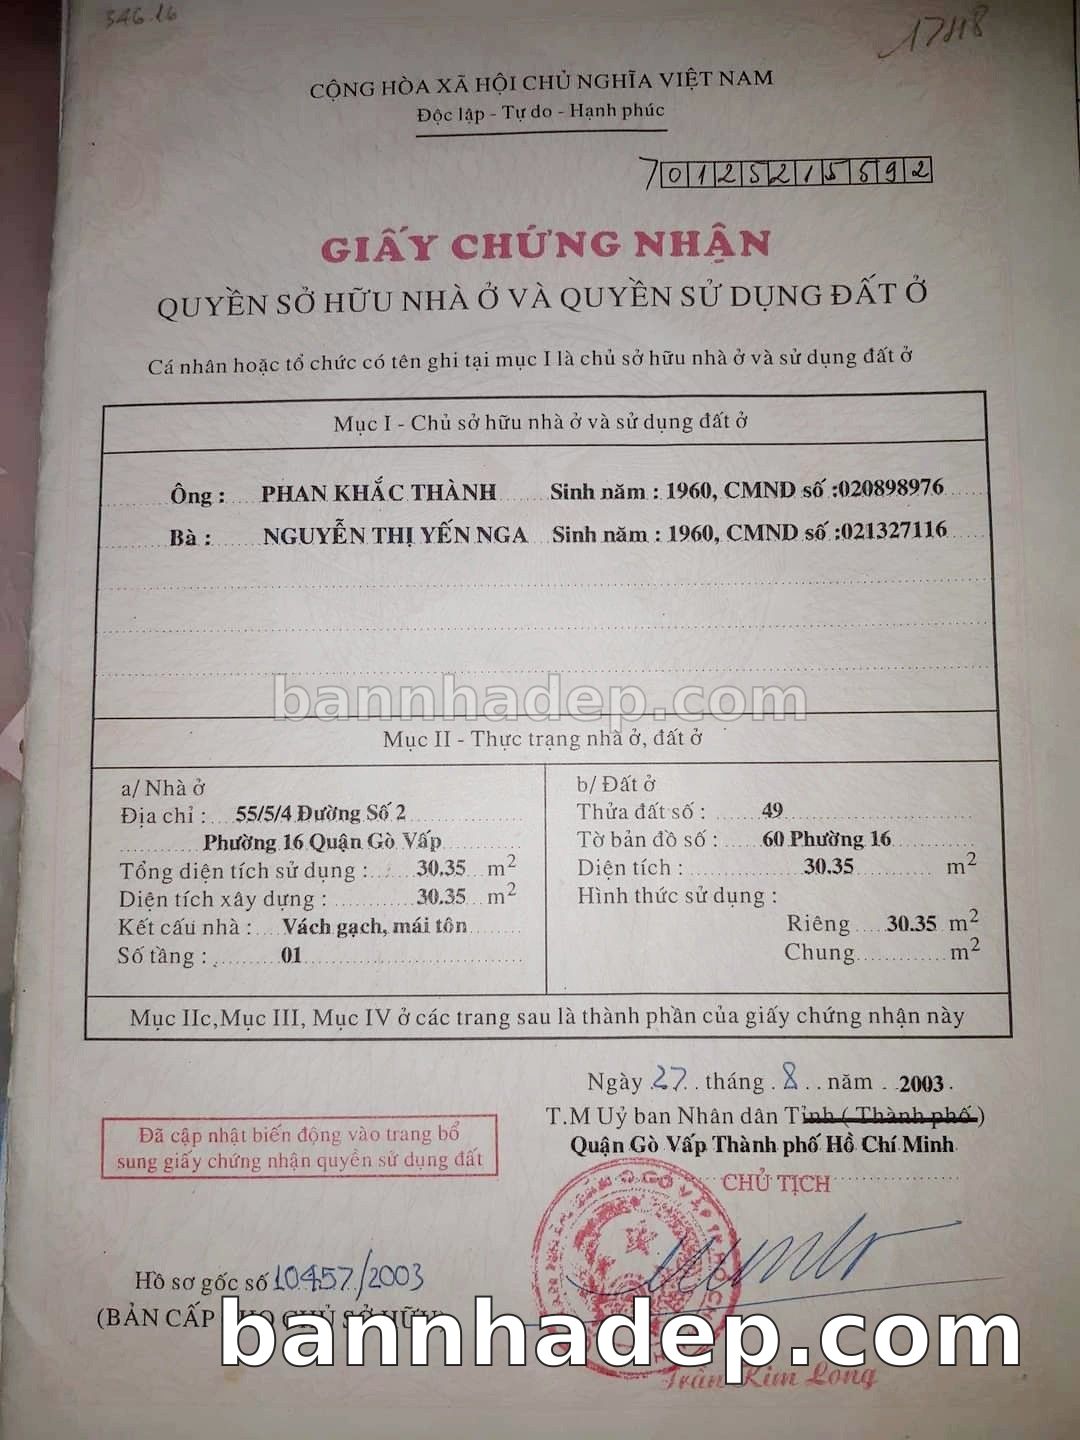 346.16
17118
CỘNG HÒA XÃ HỘI CHỦ NGHĨA VIỆT NAM
Độc lập - Tự do - Hạnh phúc
70125215592
GIẤY CHỨNG NHẬN
QUYỀN SỞ HỮU NHÀ Ở VÀ QUYỀN SỬ DỤNG ĐẤT Ở
Cá nhân hoặc tổ chức có tên ghi tại mục I là chủ sở hữu nhà ở và sử dụng đất ở
Mục I - Chủ sở hữu nhà ở và sử dụng đất ở
Ông : PHAN KHẮC THÀNH Sinh năm : 1960, CMND số :020898976
Bà : NGUYỄN THỊ YẾN NGA Sinh năm : 1960, CMND số :021327116
bannhadep.com
Mục II - Thực trạng nhà ở, đất ở
a/ Nhà ở
Địa chỉ : 55/5/4 Đường Số 2
Phường 16 Quận Gò Vấp
Tổng diện tích sử dụng : 30.35 m2
Diện tích xây dựng : 30.35 m2
Kết cấu nhà : Vách gạch, mái tôn
Số tầng : 01
b/ Đất ở
Thửa đất số : 49
Tờ bản đồ số : 60 Phường 16
Diện tích : 30.35 m2
Hình thức sử dụng :
Riêng 30.35 m2
Chung m2
Mục IIc,Mục III, Mục IV ở các trang sau là thành phần của giấy chứng nhận này
Ngày 27 tháng 8 năm 2003
T.M Uỷ ban Nhân dân Tỉnh ( Thành phố )
Quận Gò Vấp Thành phố Hồ Chí Minh
CHỦ TỊCH
Đã cập nhật biến động vào trang bổ
sung giấy chứng nhận quyền sử dụng đất
Hồ sơ gốc số 10457/2003
(BẢN CẤP CHO CHỦ SỞ HỮU)
bannhadep.com
Trần Kim Long